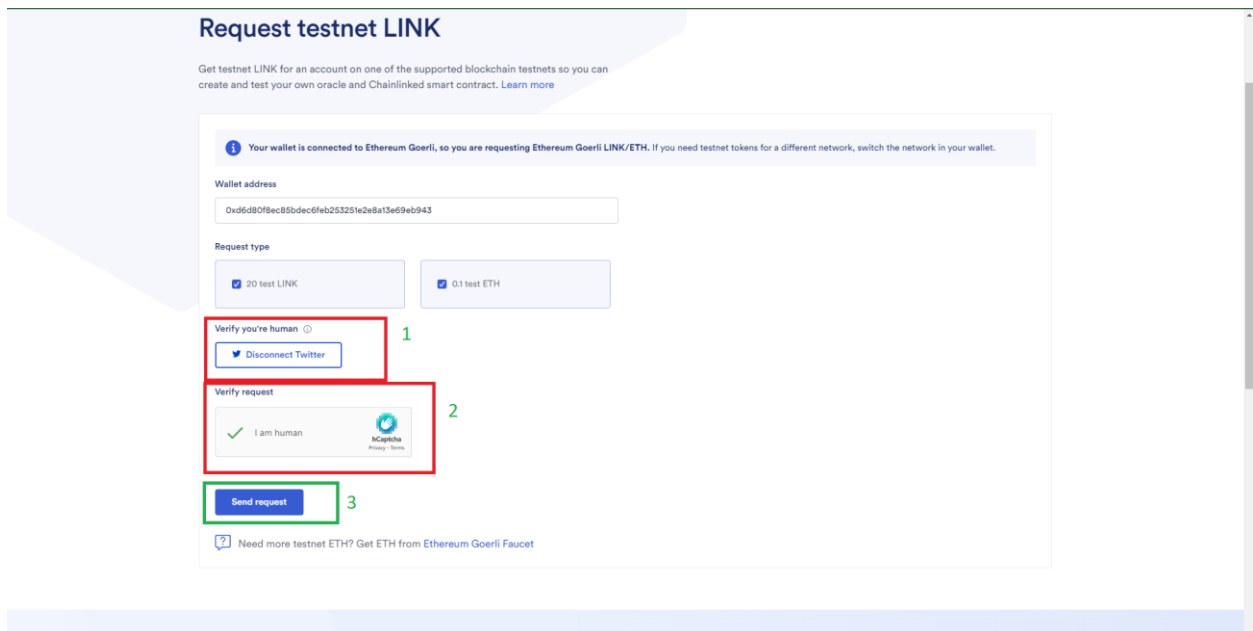 Request testnet LINK
Get testnet LINK for an account on one of the supported blockchain testnets so you can
create and test your own oracle and Chainlinked smart contract. Learn more
Your wallet is connected to Ethereum Goerli, so you are requesting Ethereum Goerli LINK/ETH. If you need testnet tokens for a different network, switch the network in your wallet.
Wallet address
0xd6d80f8ec85bdec6feb253251e2e8a13e69eb943
Request type
20 test LINK
0.1 test ETH
Verify you're human
1
Disconnect Twitter
Verify request
2
I am human
hCaptcha
Privacy - Terms
Send request
3
Need more testnet ETH? Get ETH from Ethereum Goerli Faucet